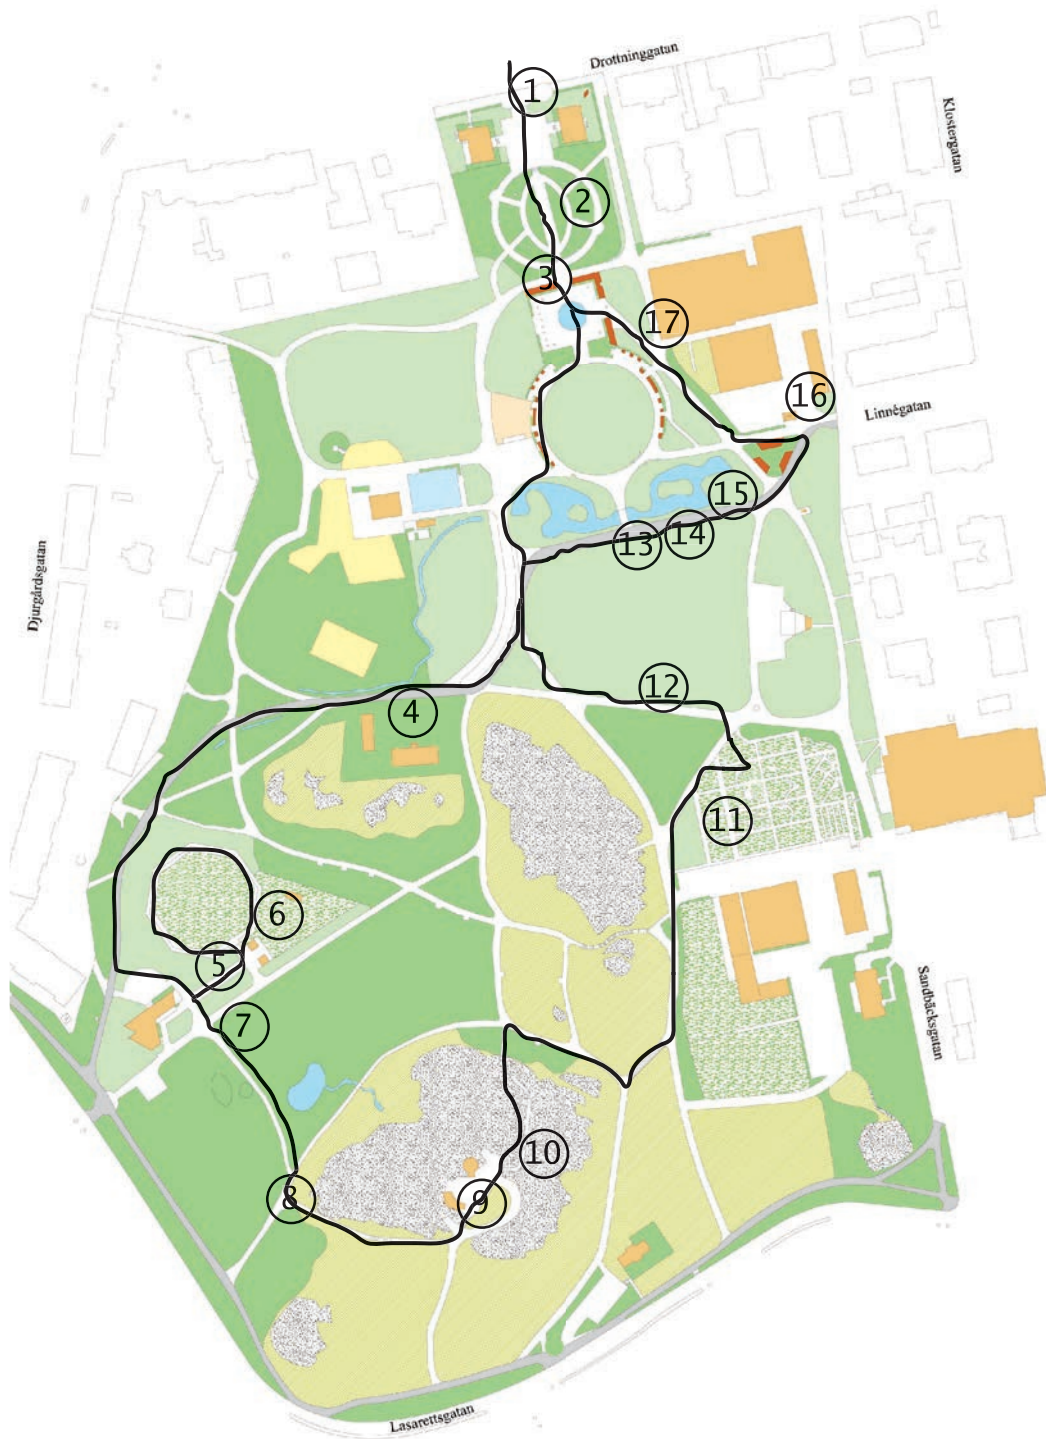 Drottninggatan
1
Klostergatan
2
3
17
16
Linnégatan
15
14
13
Djurgårdsgatan
12
4
11
6
5
7
Sandbäcksgatan
10
8
9
Lasarettsgatan